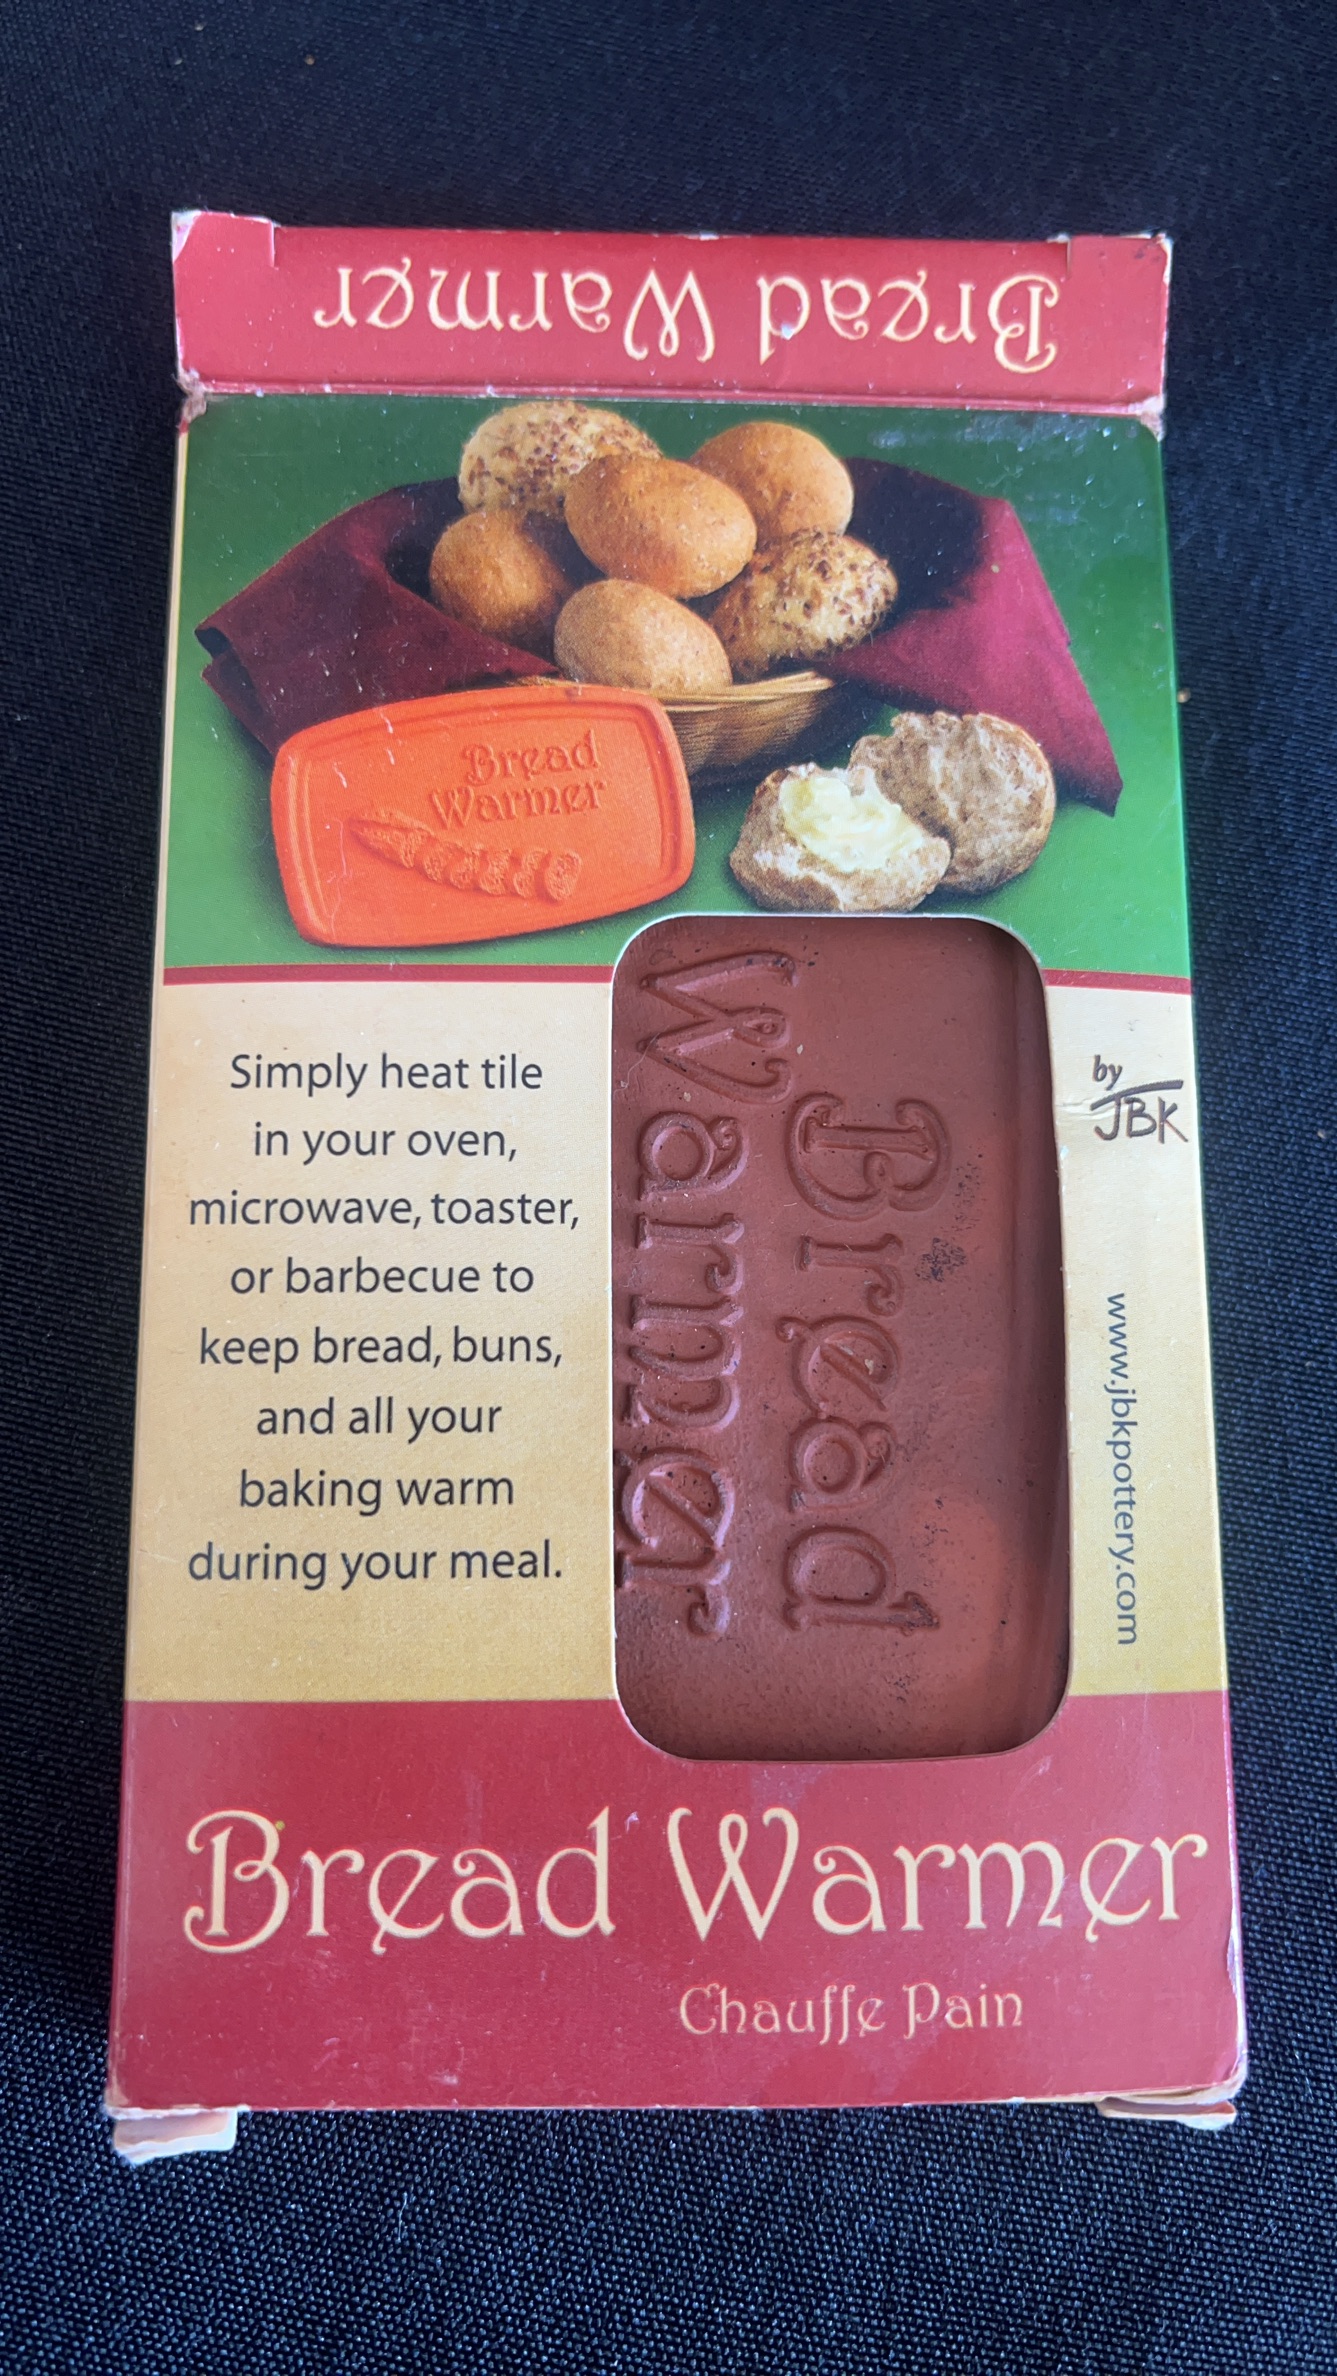 Bread Warmer
Bread
Warmer
Simply heat tile
in your oven,
microwave, toaster,
or barbecue to
keep bread, buns,
and all your
baking warm
during your meal.
Bread
Warmer
by
JBK
www.jbkpottery.com
Bread Warmer
Chauffe Pain